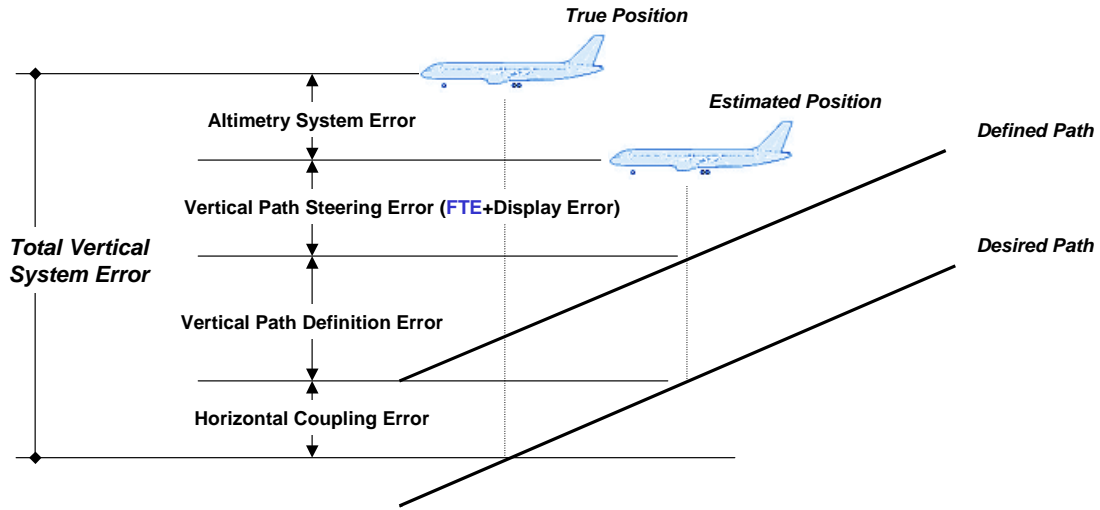 True Position
Estimated Position
Altimetry System Error
Defined Path
Vertical Path Steering Error (FTE+Display Error)
Total Vertical
System Error
Desired Path
Vertical Path Definition Error
Horizontal Coupling Error